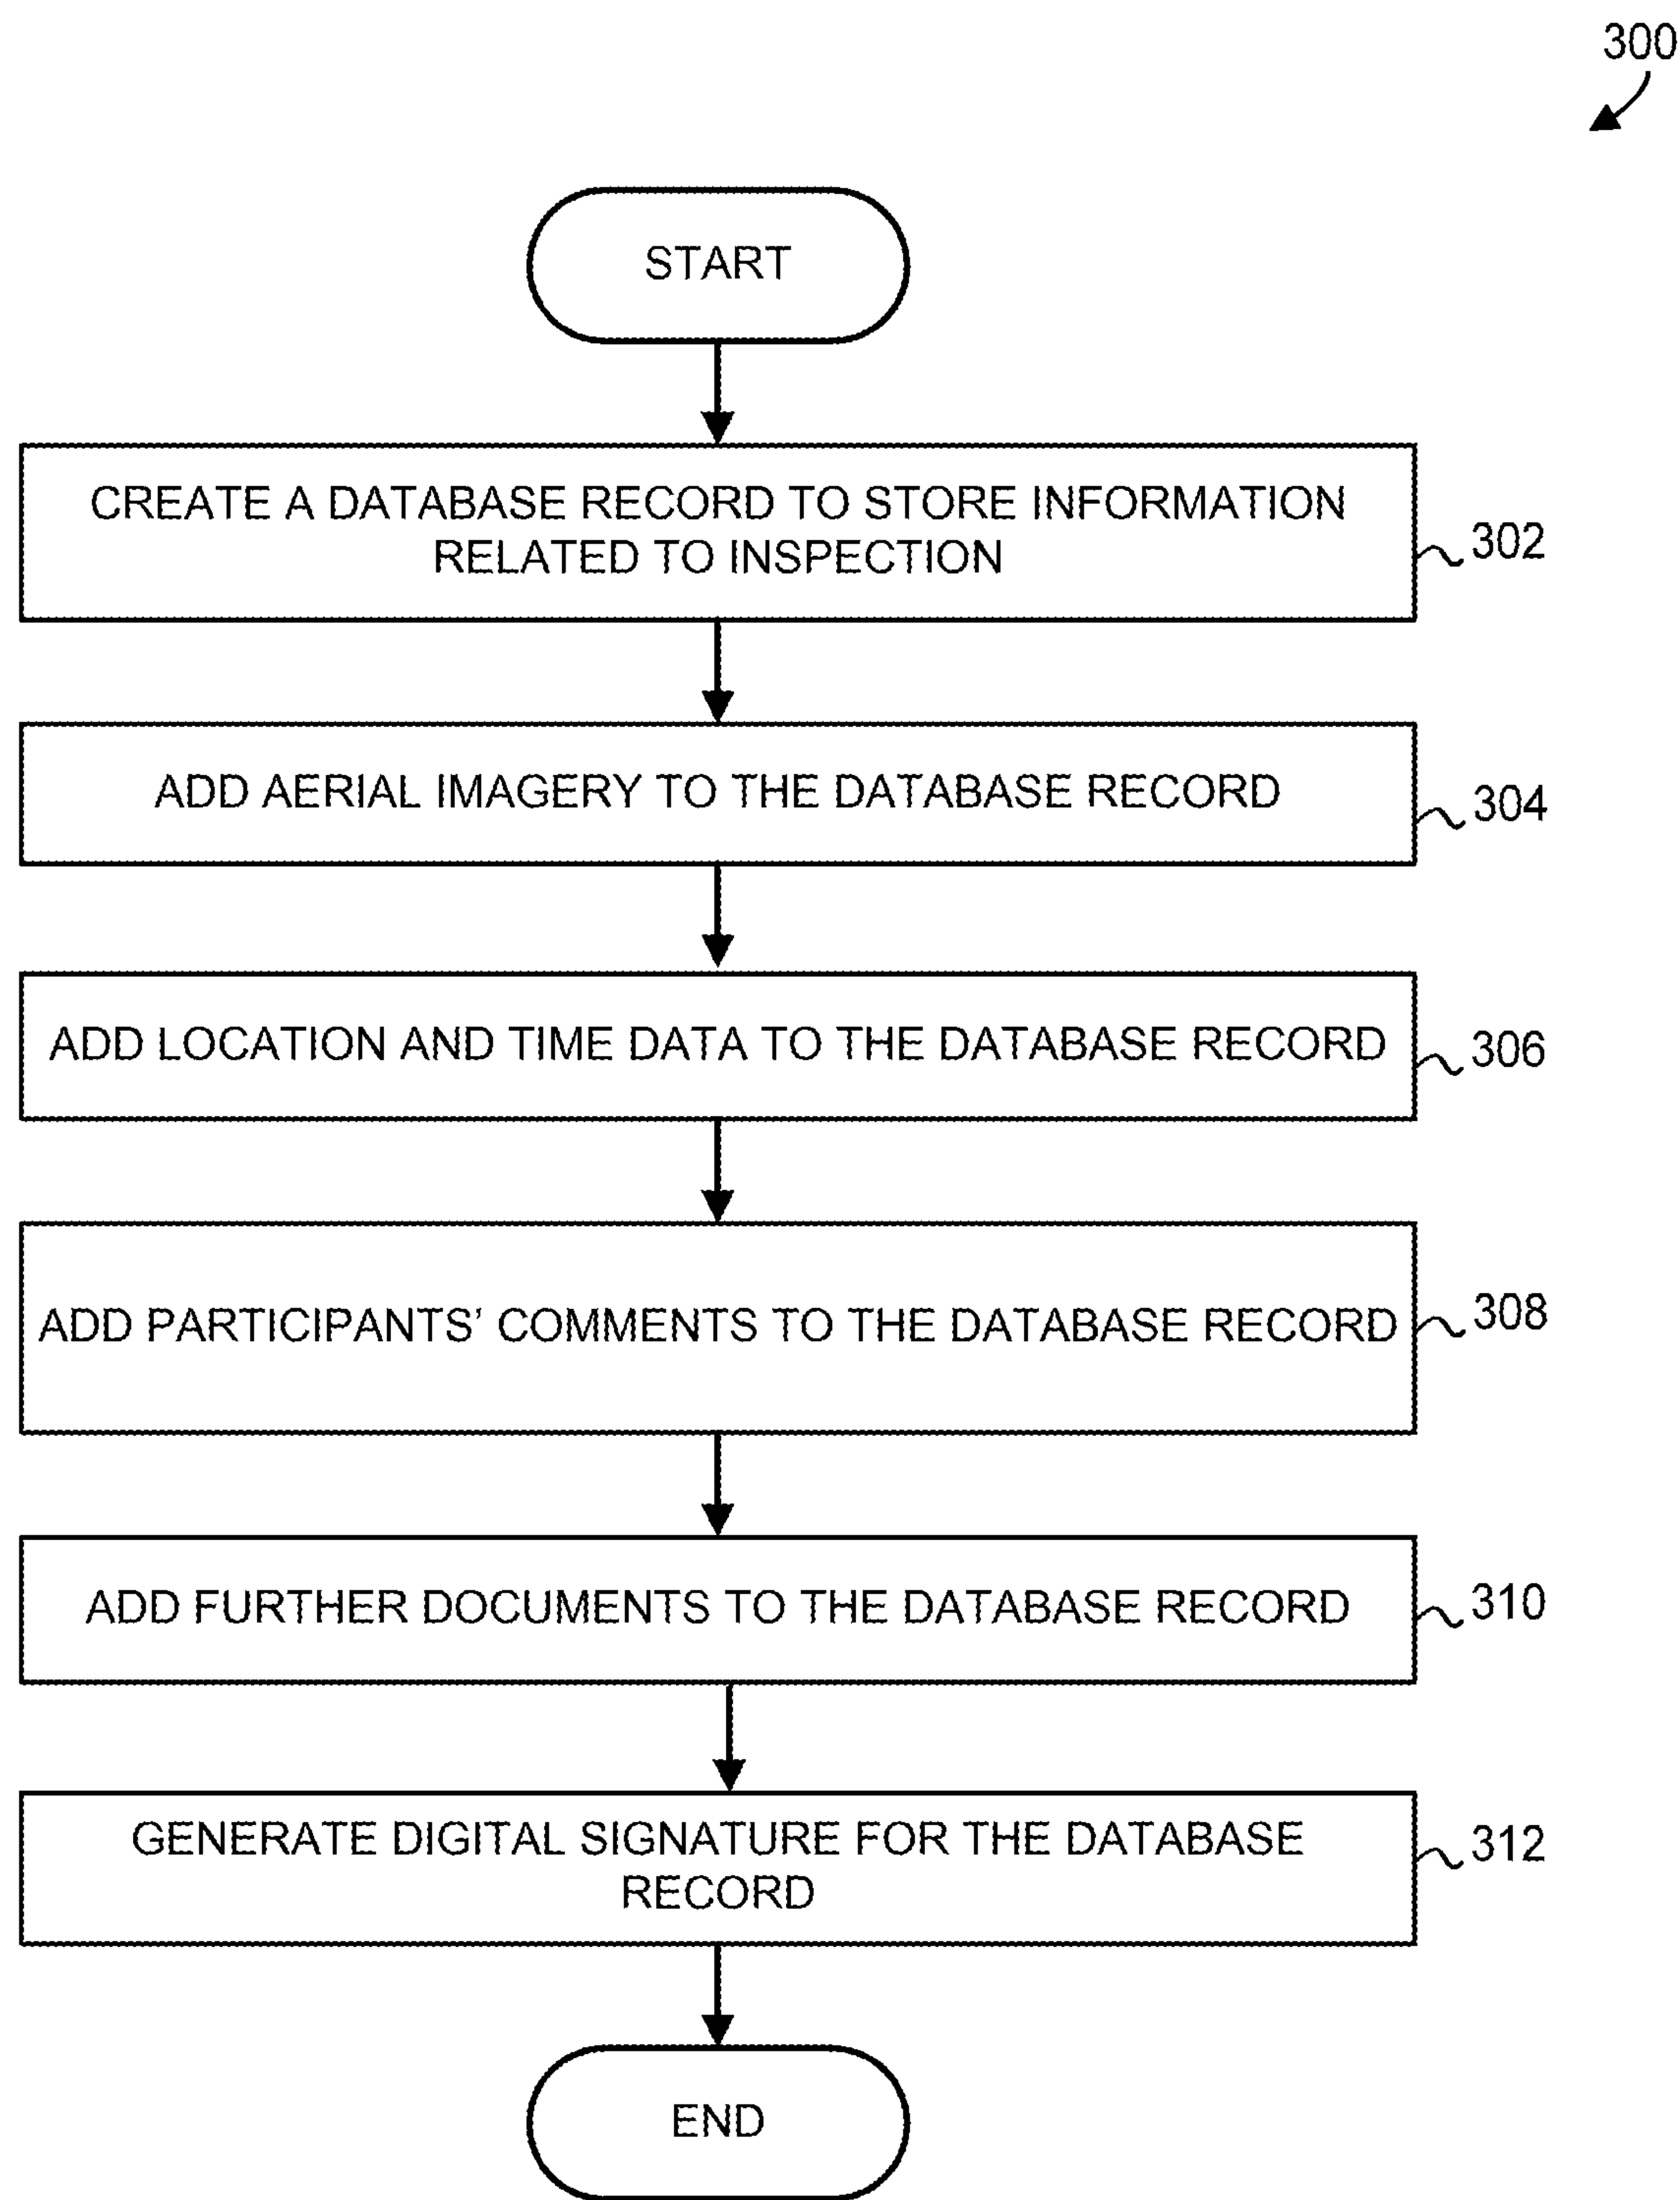 300
START
CREATE A DATABASE RECORD TO STORE INFORMATION
RELATED TO INSPECTION
302
ADD AERIAL IMAGERY TO THE DATABASE RECORD
304
ADD LOCATION AND TIME DATA TO THE DATABASE RECORD
306
ADD PARTICIPANTS’ COMMENTS TO THE DATABASE RECORD
308
ADD FURTHER DOCUMENTS TO THE DATABASE RECORD
310
GENERATE DIGITAL SIGNATURE FOR THE DATABASE
RECORD
312
END